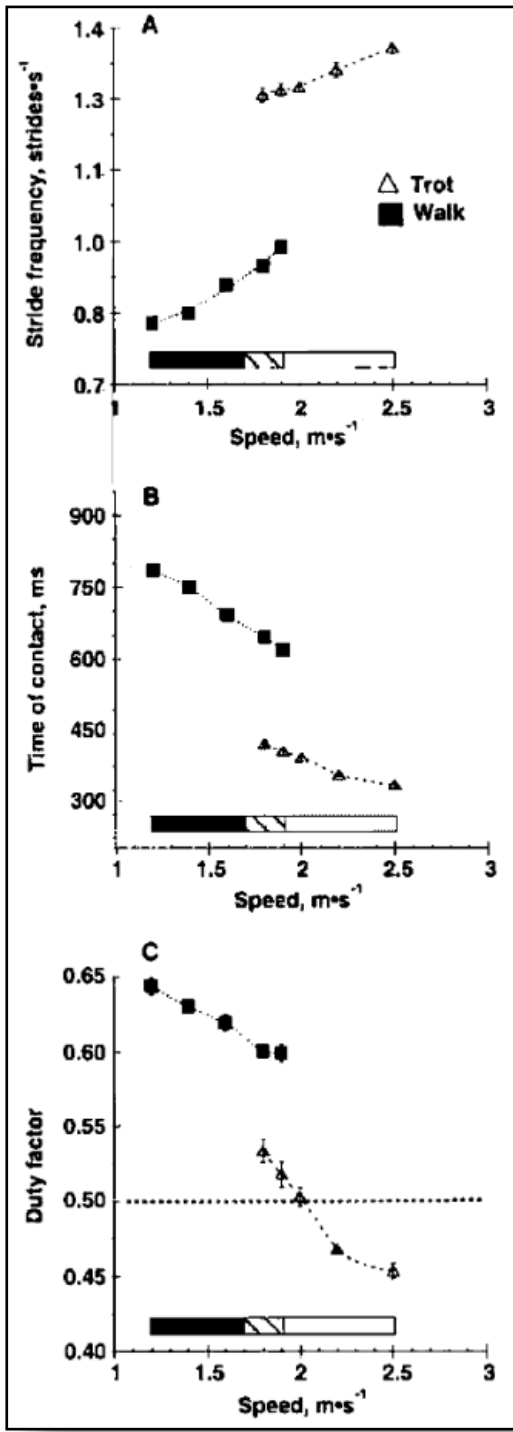 A
1.4
1.3
1.1
1.0
0.8
0.7
Stride frequency, strides•s⁻¹
Trot
Walk
1 1.5 2 2.5 3
Speed, m•s⁻¹
B
900
750
600
450
300
Time of contact, ms
1 1.5 2 2.5 3
Speed, m•s⁻¹
C
0.65
0.60
0.55
0.50
0.45
0.40
Duty factor
1 1.5 2 2.5 3
Speed, m•s⁻¹